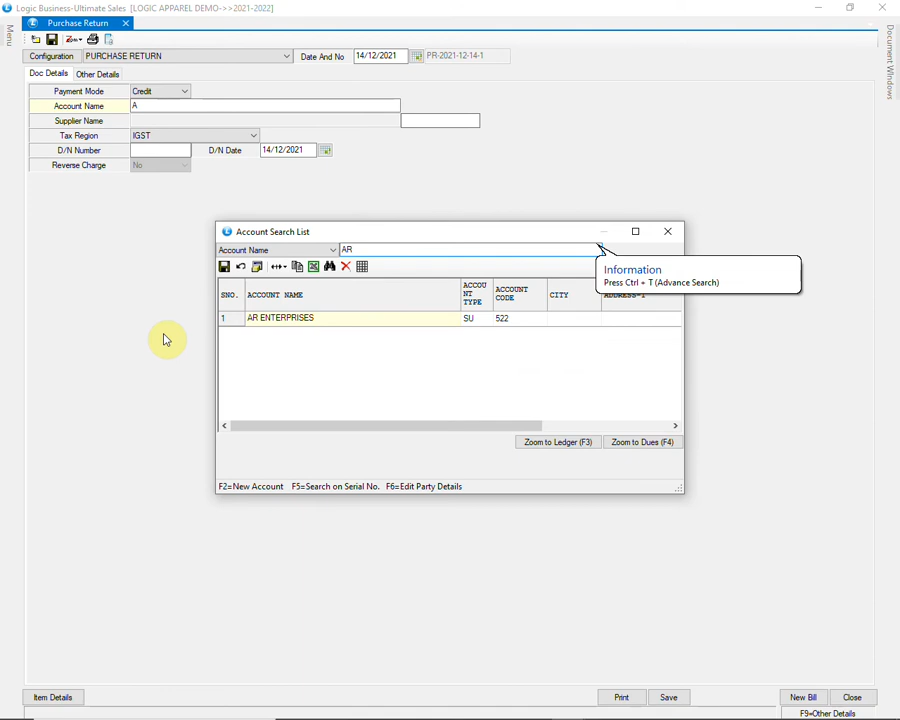 Logic Business-Ultimate Sales [LOGIC APPAREL DEMO->>2021-2022]
Menu
Purchase Return
Document Windows
Configuration PURCHASE RETURN Date And No 14/12/2021 PR-2021-12-14-1
Doc Details Other Details
Payment Mode Credit
Account Name A
Supplier Name
Tax Region IGST
D/N Number D/N Date 14/12/2021
Reverse Charge No
Account Search List
Account Name AR
Information
Press Ctrl + T (Advance Search)
SNO. ACCOUNT NAME ACCOU NT TYPE ACCOUNT CODE CITY ADDRESS-1
1 AR ENTERPRISES SU 522
Zoom to Ledger (F3) Zoom to Dues (F4)
F2=New Account F5=Search on Serial No. F6=Edit Party Details
Item Details Print Save New Bill Close
F9=Other Details